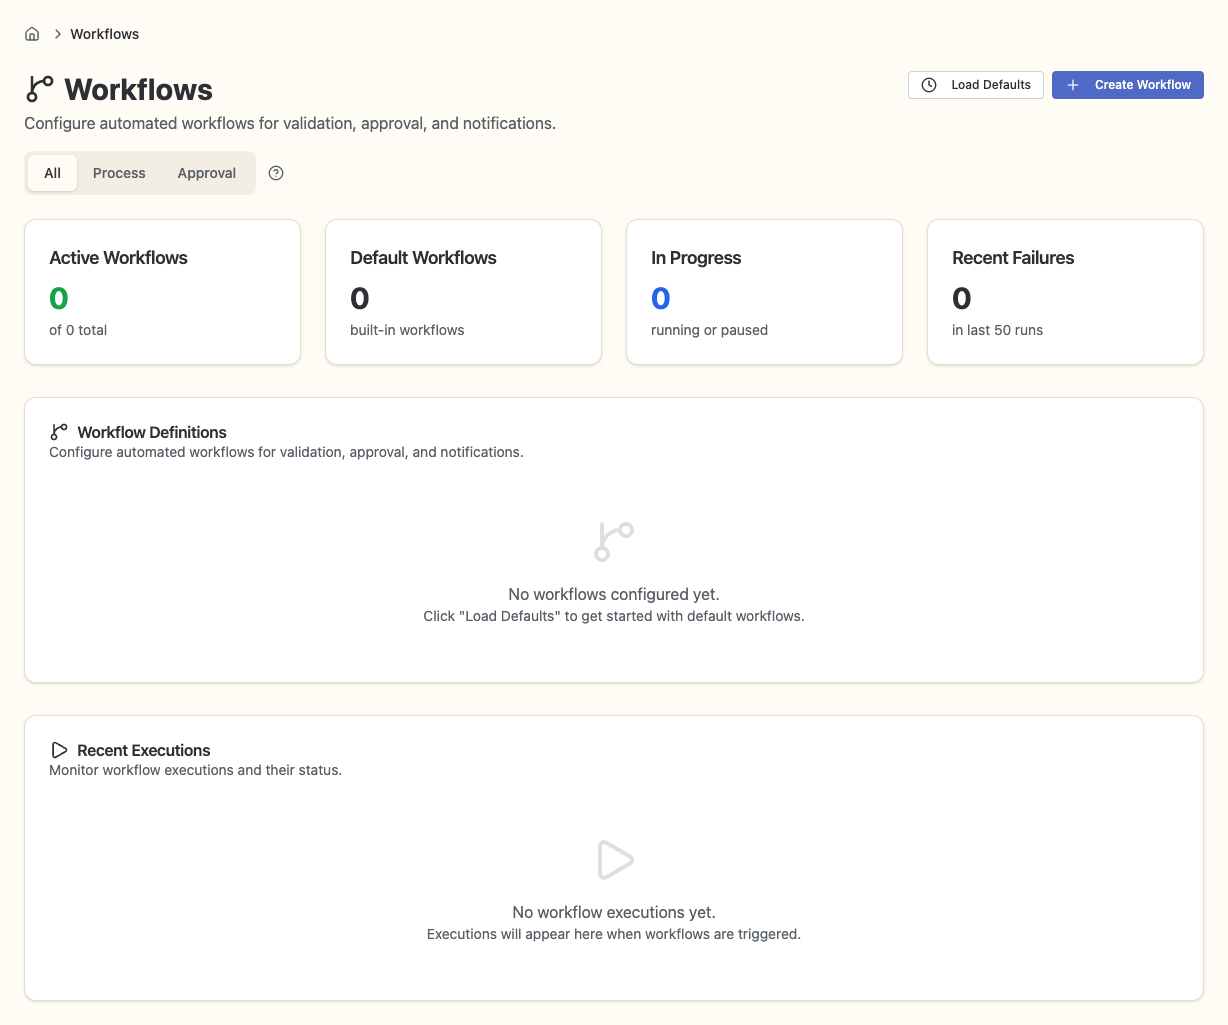 Workflows
Workflows
Load Defaults
Create Workflow
Configure automated workflows for validation, approval, and notifications.
All
Process
Approval
Active Workflows
0
of 0 total
Default Workflows
0
built-in workflows
In Progress
0
running or paused
Recent Failures
0
in last 50 runs
Workflow Definitions
Configure automated workflows for validation, approval, and notifications.
No workflows configured yet.
Click "Load Defaults" to get started with default workflows.
Recent Executions
Monitor workflow executions and their status.
No workflow executions yet.
Executions will appear here when workflows are triggered.